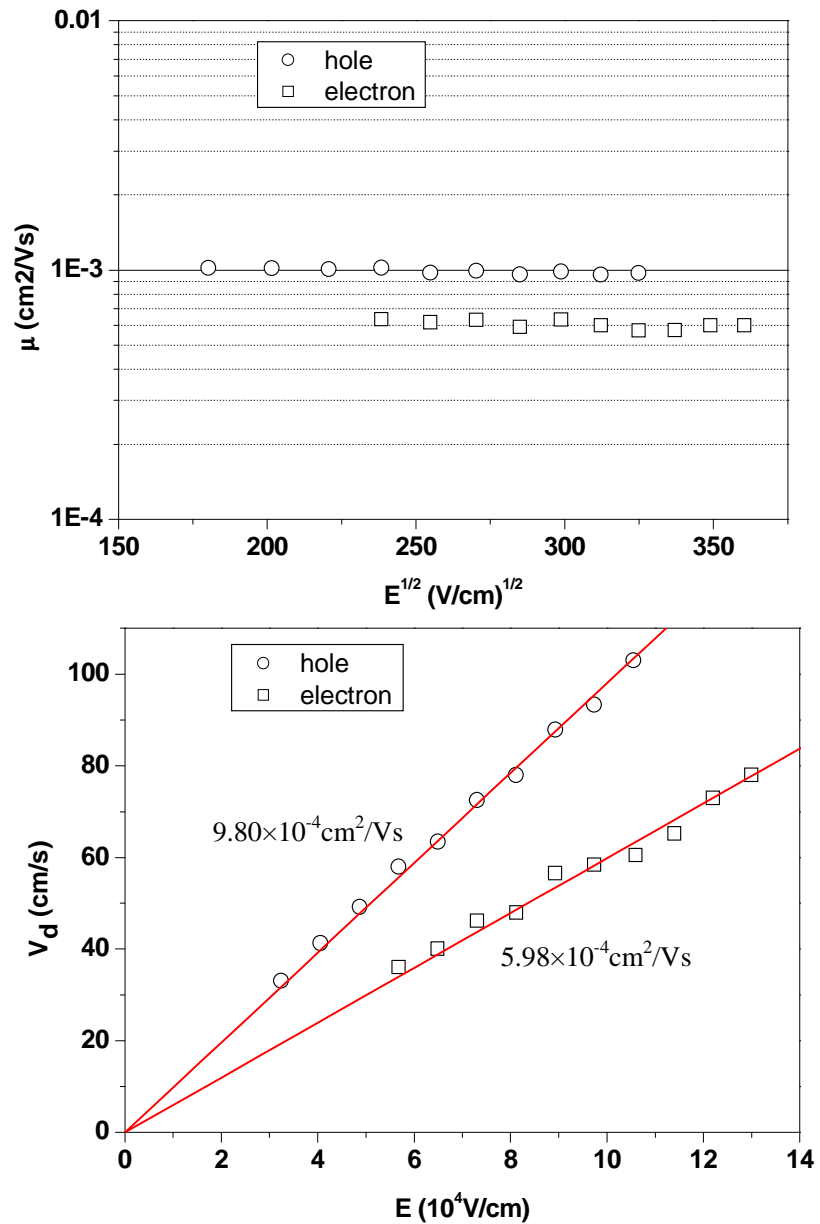 0.01
hole
electron
1E-3
μ (cm2/Vs)
1E-4
150 200 250 300 350
E^1/2 (V/cm)^1/2
hole
electron
100
80
9.80×10^-4cm^2/Vs
60
V_d (cm/s)
5.98×10^-4cm^2/Vs
40
20
0
0 2 4 6 8 10 12 14
E (10^4V/cm)